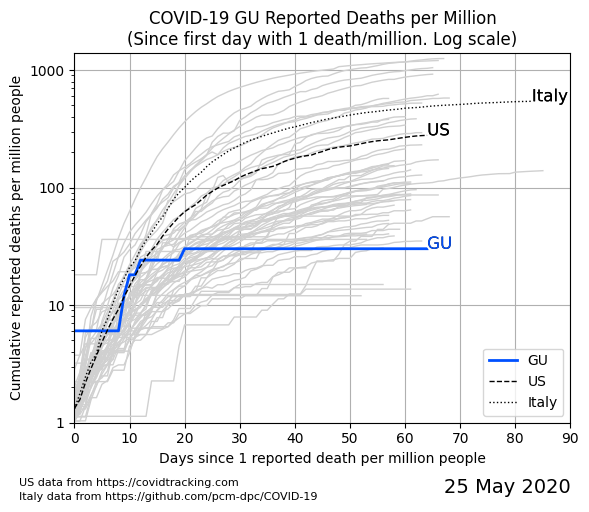 COVID-19 GU Reported Deaths per Million
(Since first day with 1 death/million. Log scale)
Cumulative reported deaths per million people
1000
100
10
1
Italy
US
GU
GU
US
Italy
0 10 20 30 40 50 60 70 80 90
Days since 1 reported death per million people
US data from https://covidtracking.com
Italy data from https://github.com/pcm-dpc/COVID-19
25 May 2020